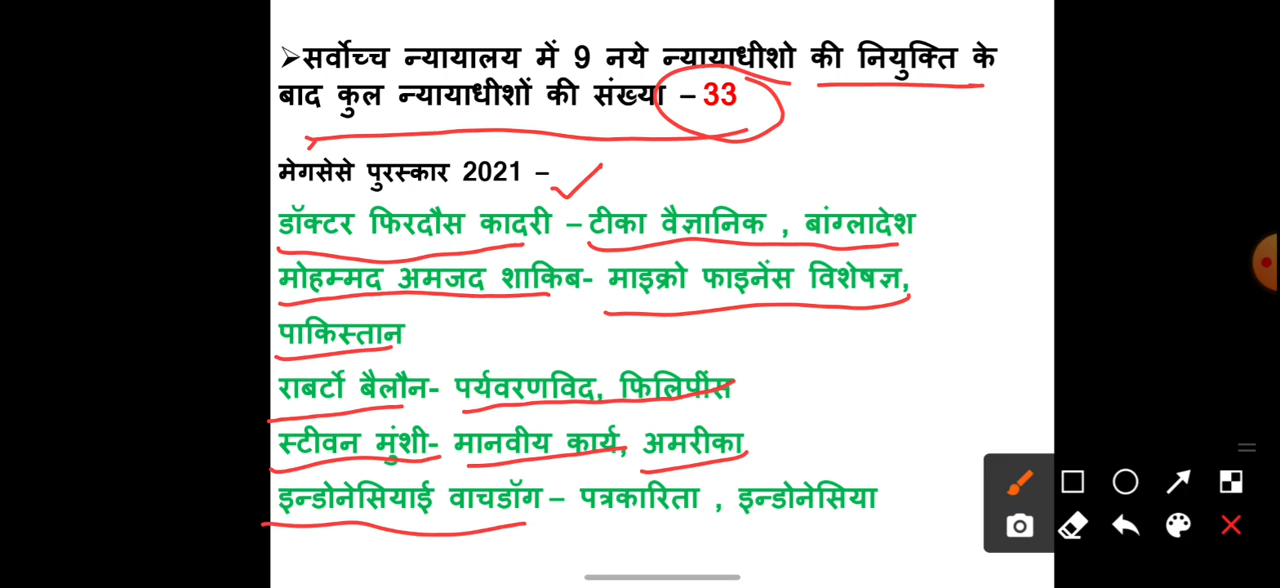 ➢सर्वोच्च न्यायालय में 9 नये न्यायाधीशो की नियुक्ति के
बाद कुल न्यायाधीशों की संख्या – 33
मेगसेसे पुरस्कार 2021 –
डॉक्टर फिरदौस कादरी – टीका वैज्ञानिक , बांग्लादेश
मोहम्मद अमजद शाकिब- माइक्रो फाइनेंस विशेषज्ञ,
पाकिस्तान
राबर्टो बैलौन- पर्यवरणविद, फिलिपींस
स्टीवन मुंशी- मानवीय कार्य, अमरीका
इन्डोनेसियाई वाचडॉग – पत्रकारिता , इन्डोनेसिया